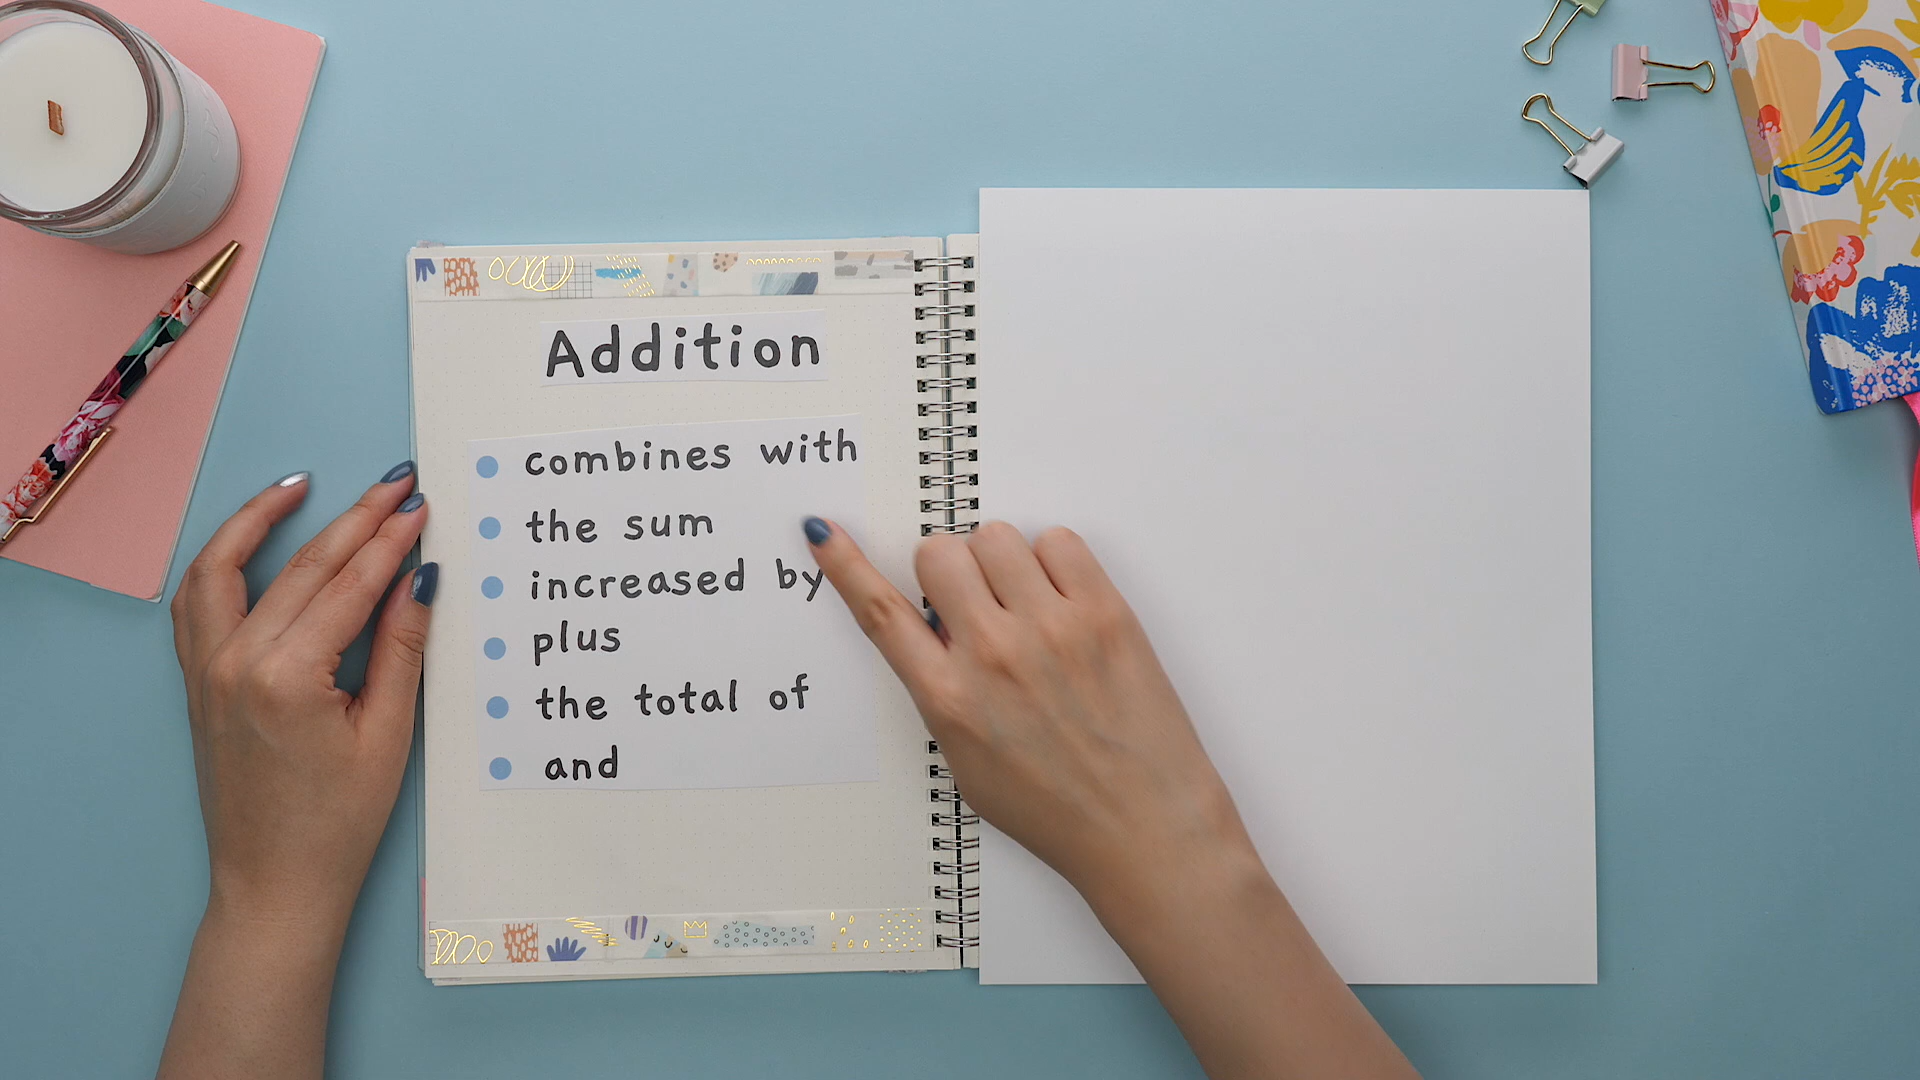 Addition
combines with
the sum
increased by
plus
the total of
and